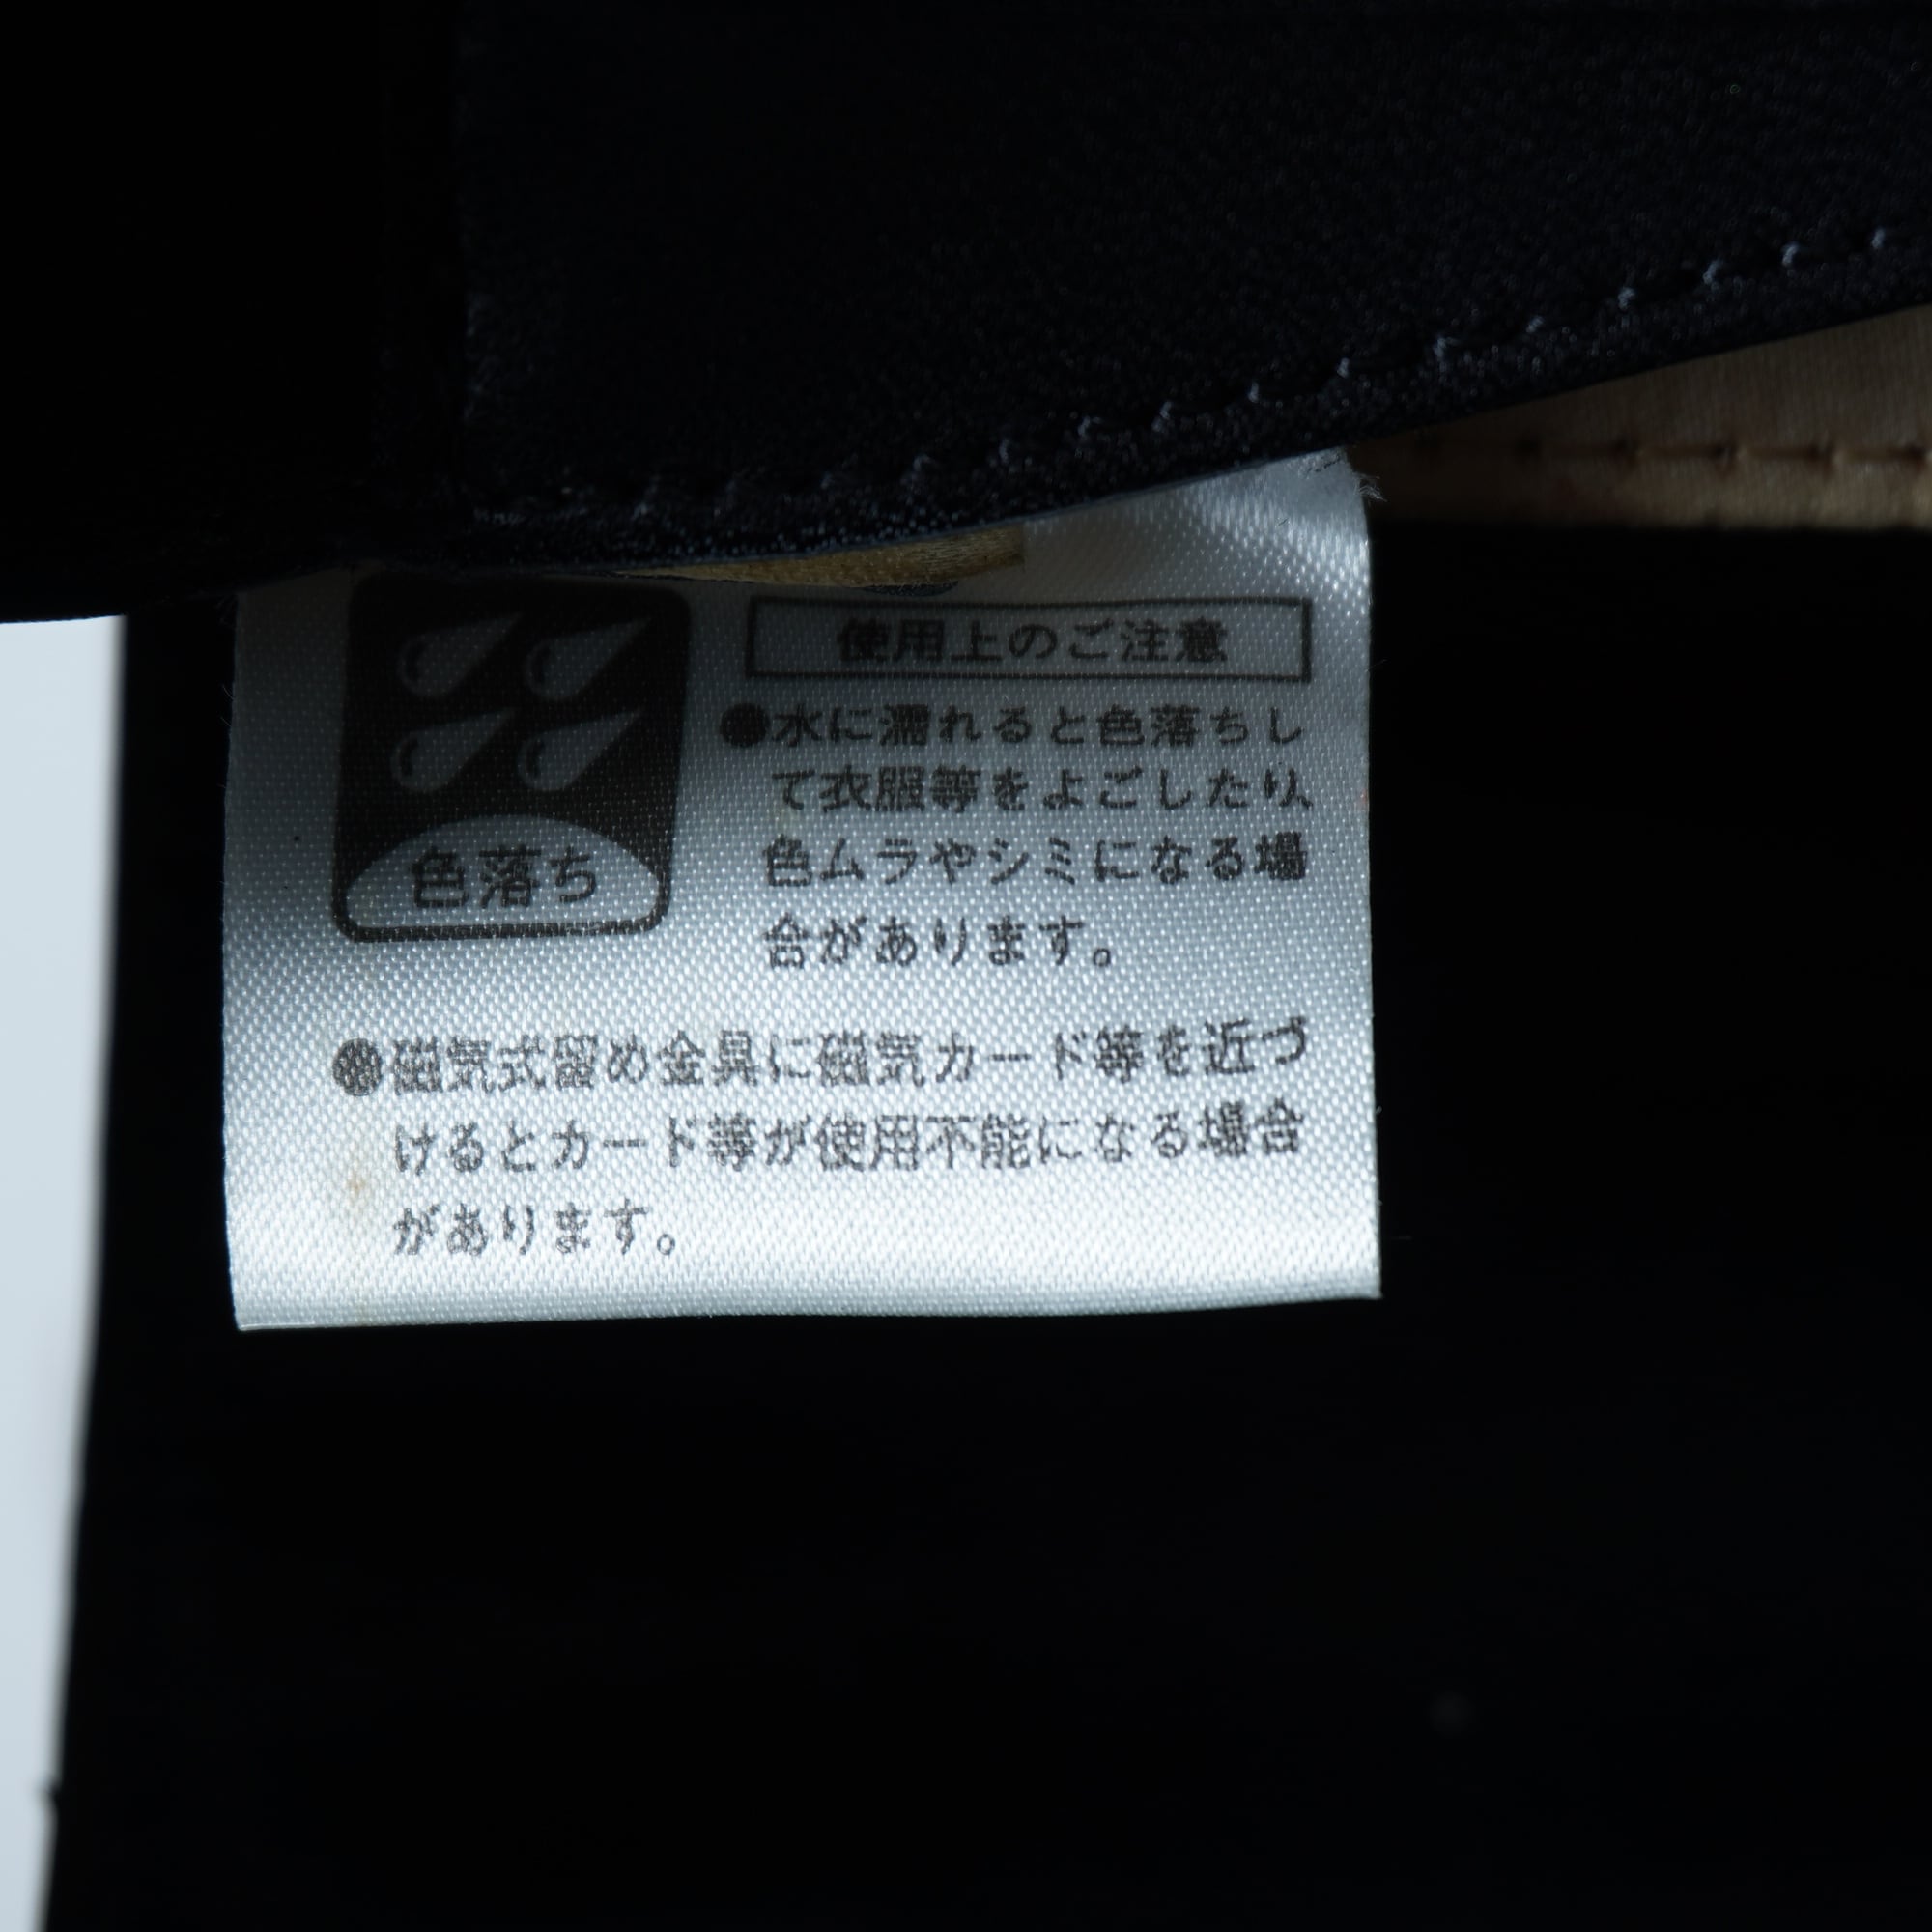 使用上のご注意
●水に濡れると色落ちし
て衣服等をよごしたり、
色ムラやシミになる場
合があります。
色落ち
●磁気式留め金具に磁気カード等を近づ
けるとカード等が使用不能になる場合
があります。